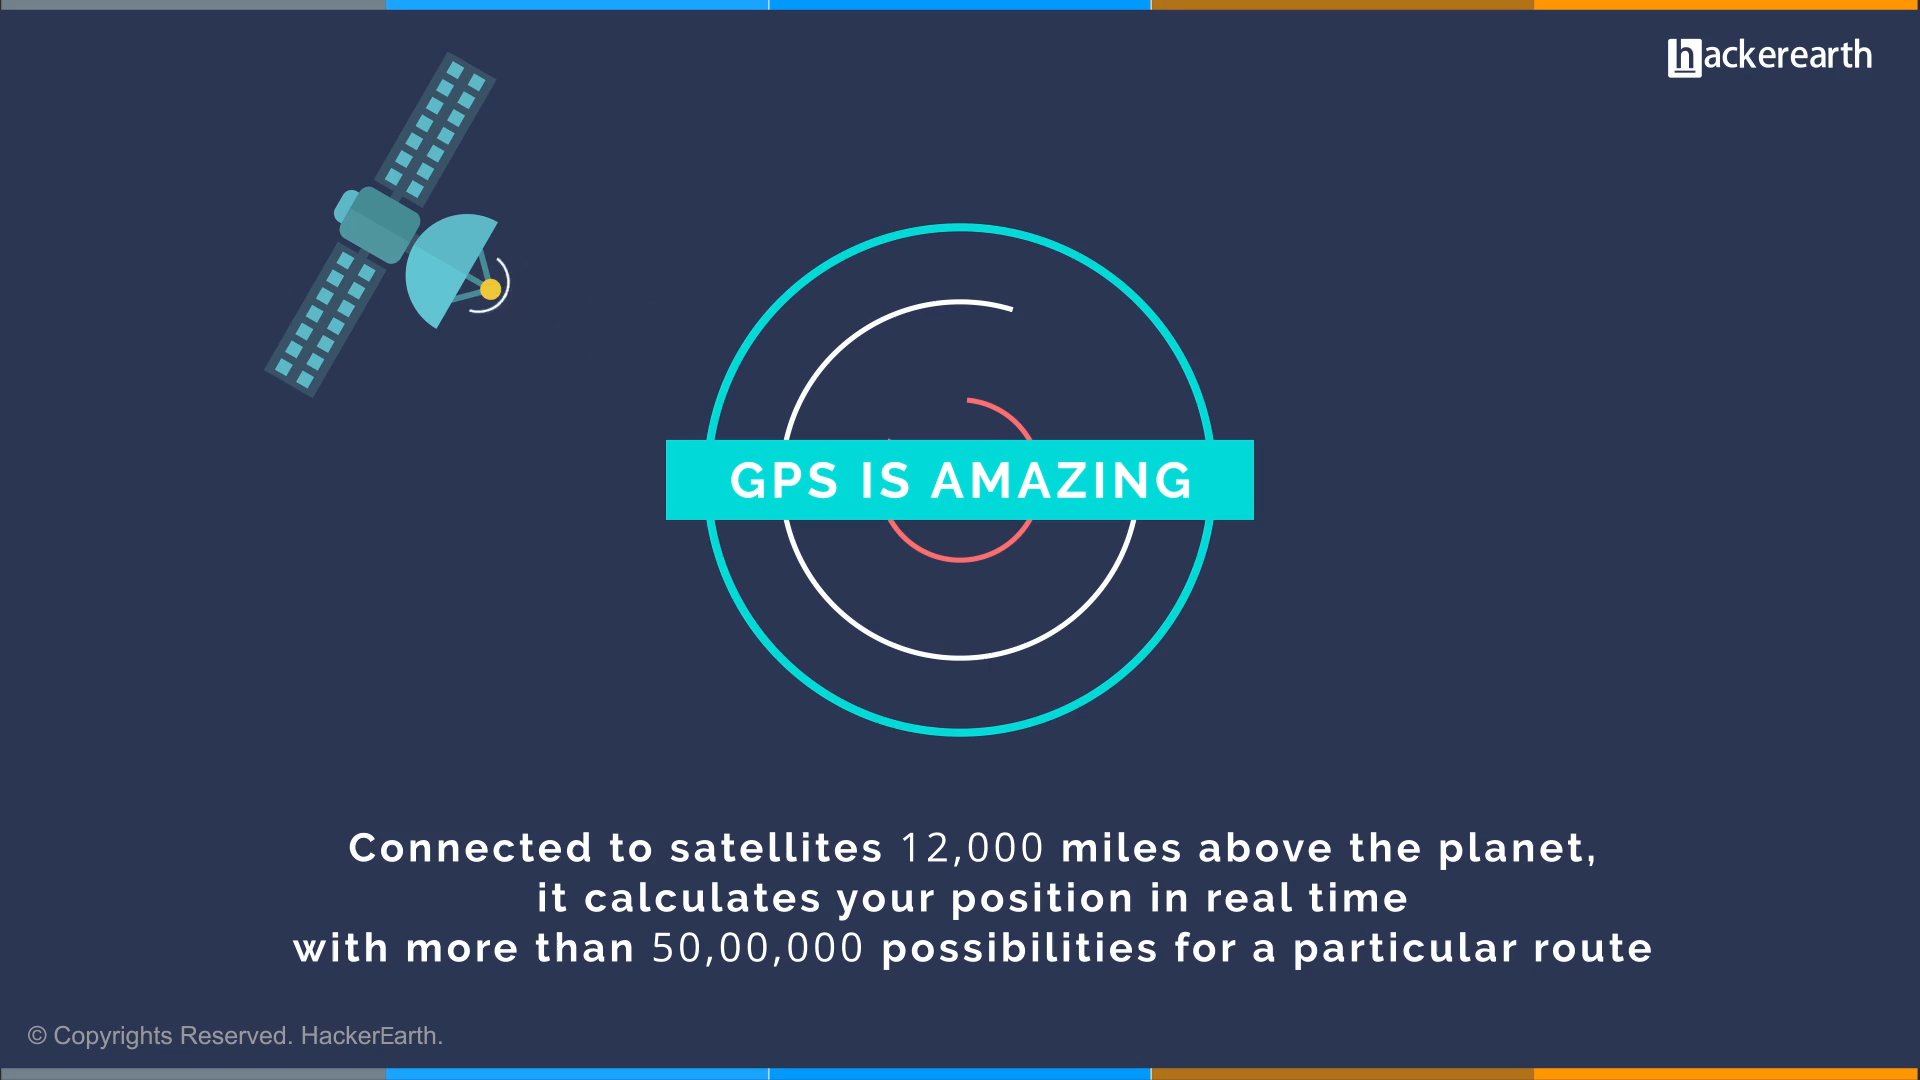 hackerearth
GPS IS AMAZING
Connected to satellites 12,000 miles above the planet,
it calculates your position in real time
with more than 50,00,000 possibilities for a particular route
© Copyrights Reserved. HackerEarth.